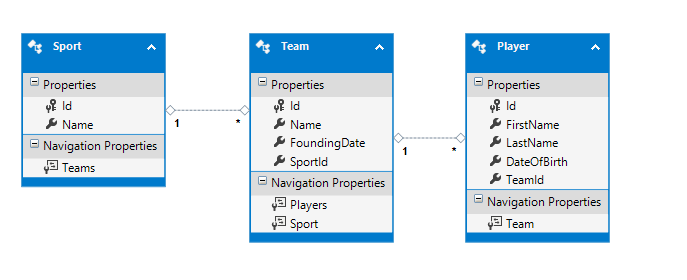 Sport
Properties
Id
Name
Navigation Properties
Teams
1
*
Team
Properties
Id
Name
FoundingDate
SportId
Navigation Properties
Players
Sport
1
*
Player
Properties
Id
FirstName
LastName
DateOfBirth
TeamId
Navigation Properties
Team